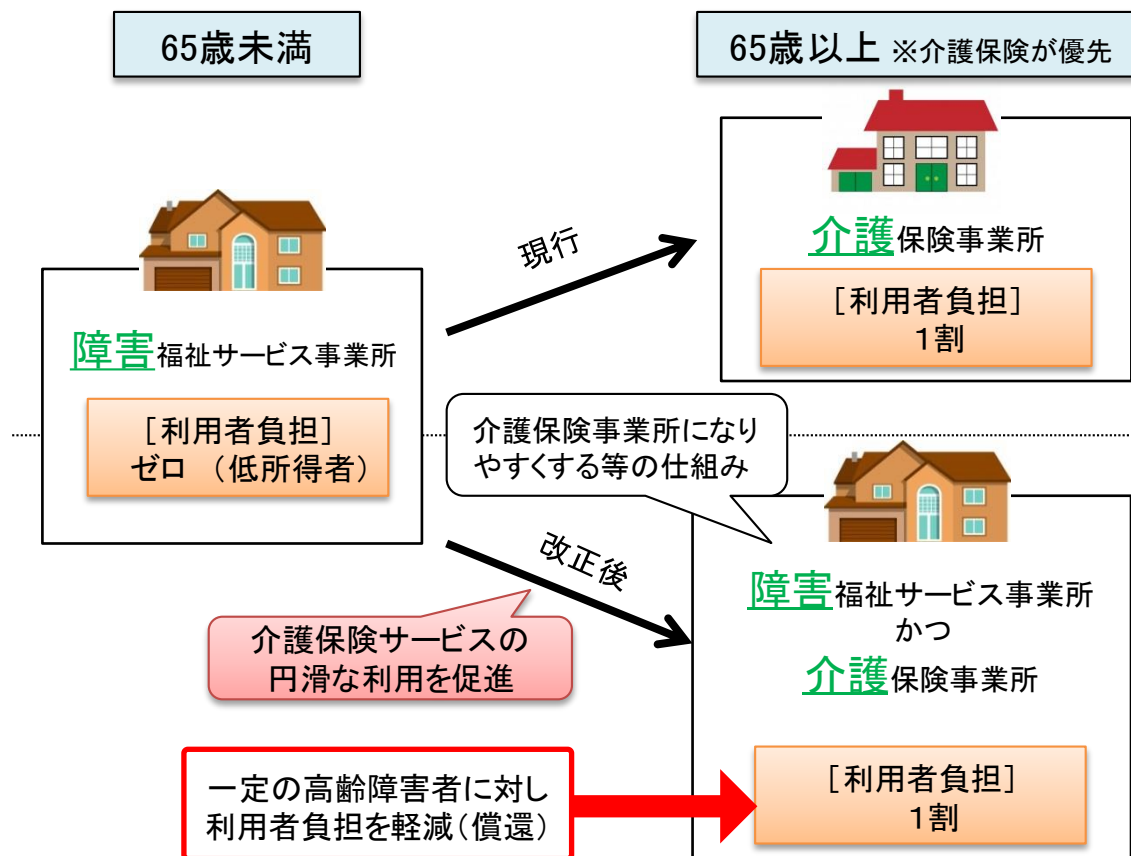 65歳未満
65歳以上 ※介護保険が優先
現行
介護保険事業所
[利用者負担]
1割
障害福祉サービス事業所
[利用者負担]
ゼロ (低所得者)
介護保険事業所になり
やすくする等の仕組み
改正後
介護保険サービスの
円滑な利用を促進
障害福祉サービス事業所
かつ
介護保険事業所
一定の高齢障害者に対し
利用者負担を軽減(償還)
[利用者負担]
1割